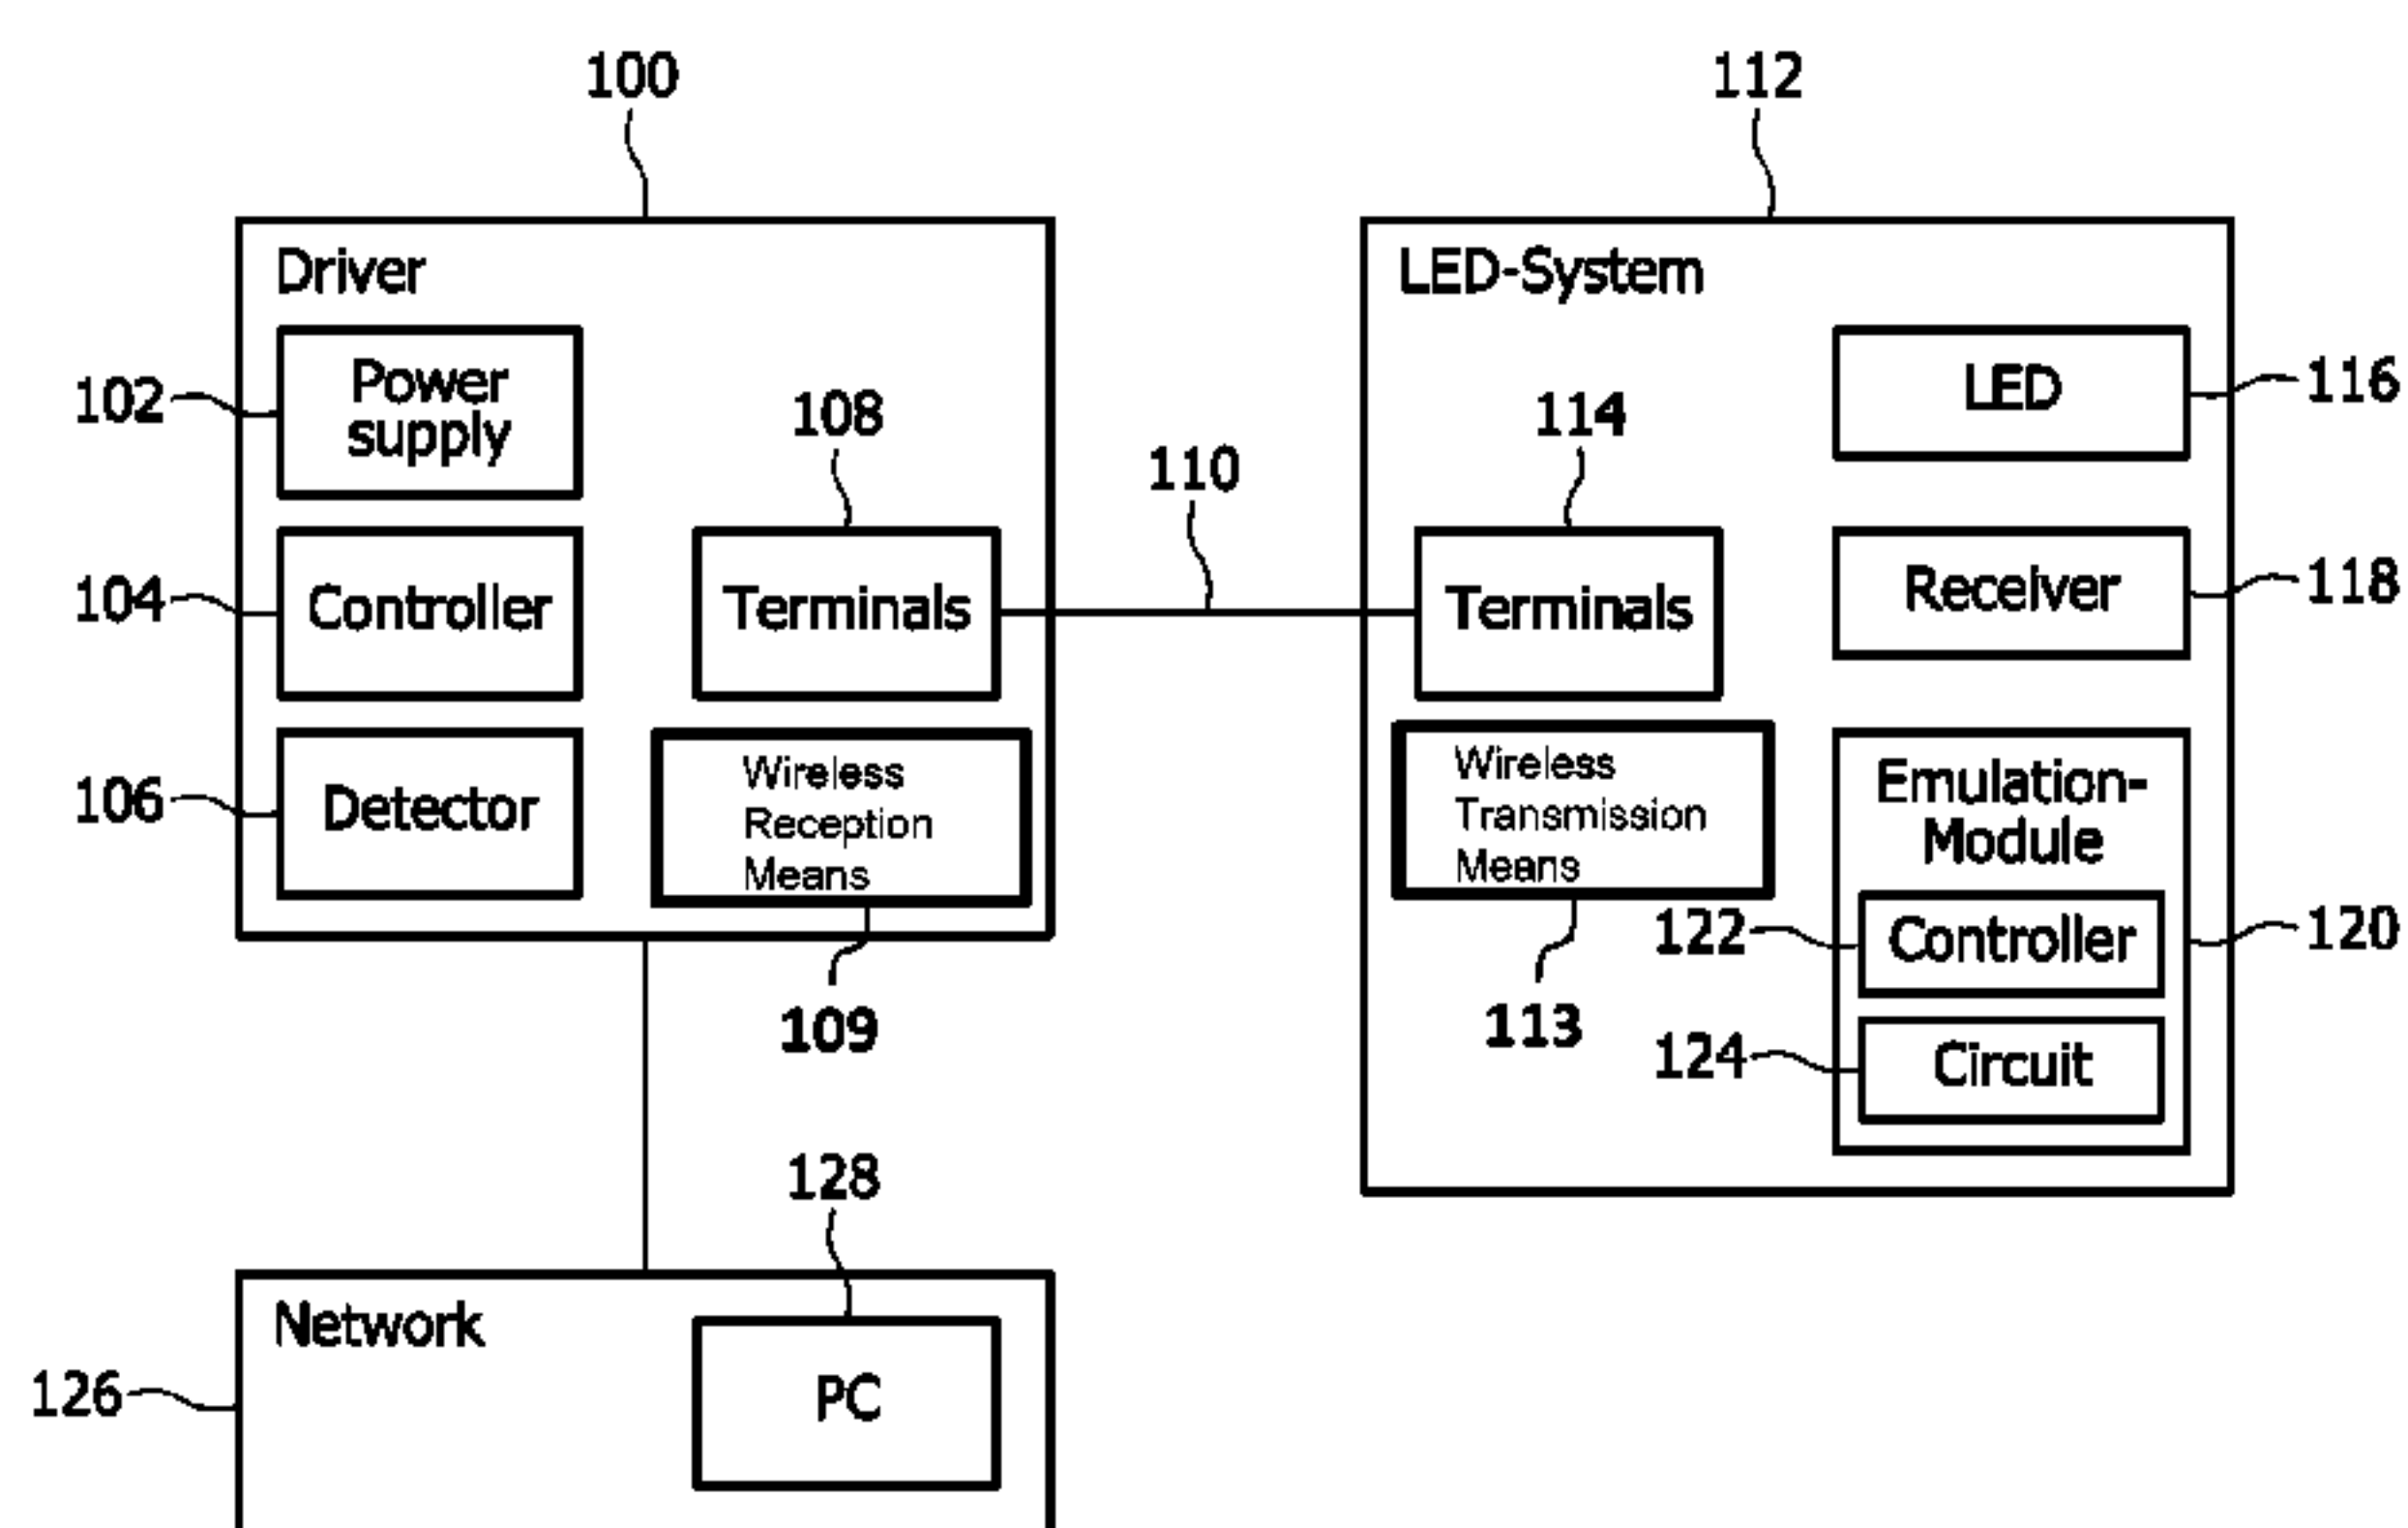 100
112
Driver
LED-System
102
Power
supply
108
110
114
LED
116
104
Controller
Terminals
Terminals
Receiver
118
106
Detector
Wireless
Reception
Means
109
Wireless
Transmission
Means
113
Emulation-
Module
122
Controller
120
124
Circuit
128
Network
126
PC